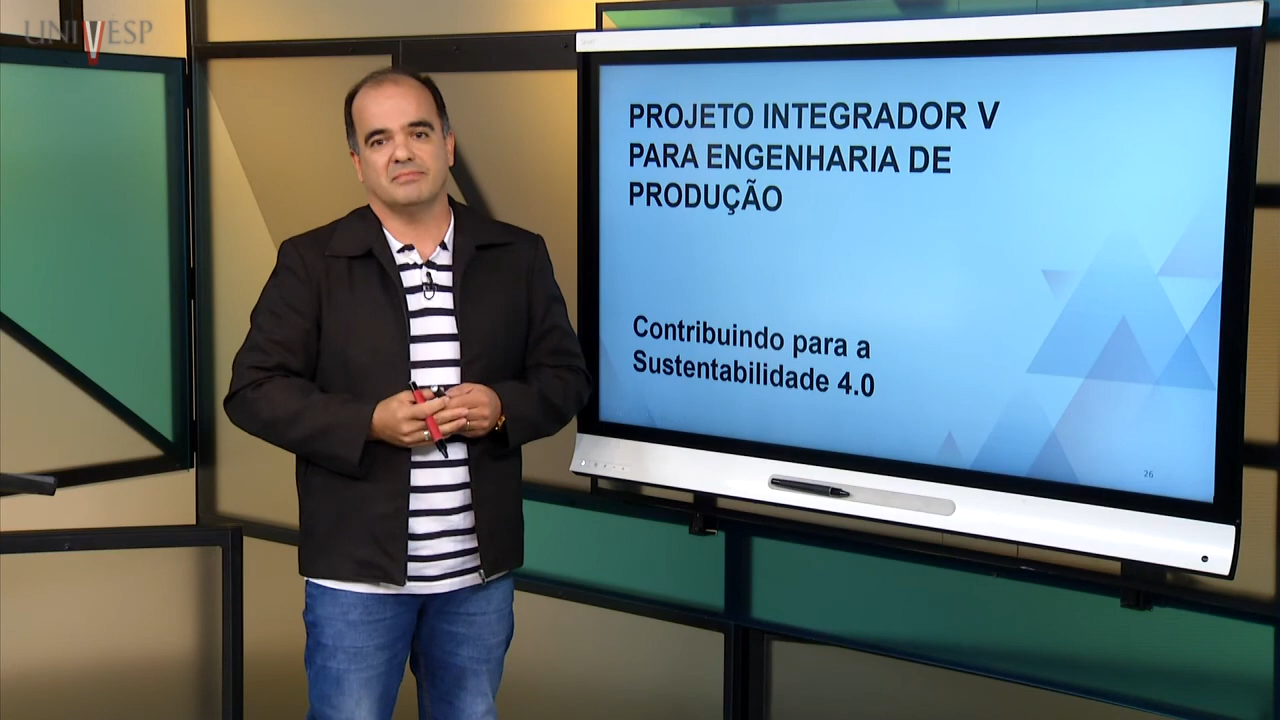 UNIVESP
PROJETO INTEGRADOR V
PARA ENGENHARIA DE
PRODUÇÃO
Contribuindo para a
Sustentabilidade 4.0
26